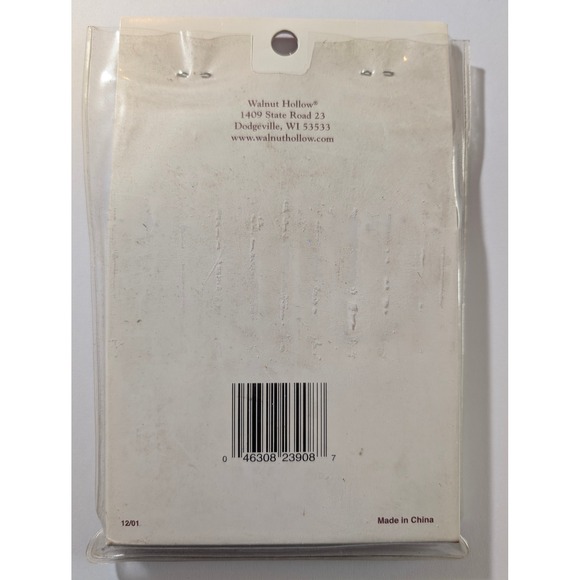 Walnut Hollow®
1409 State Road 23
Dodgeville, WI 53533
www.walnuthollow.com
0 46308 23908 7
12/01 Made in China